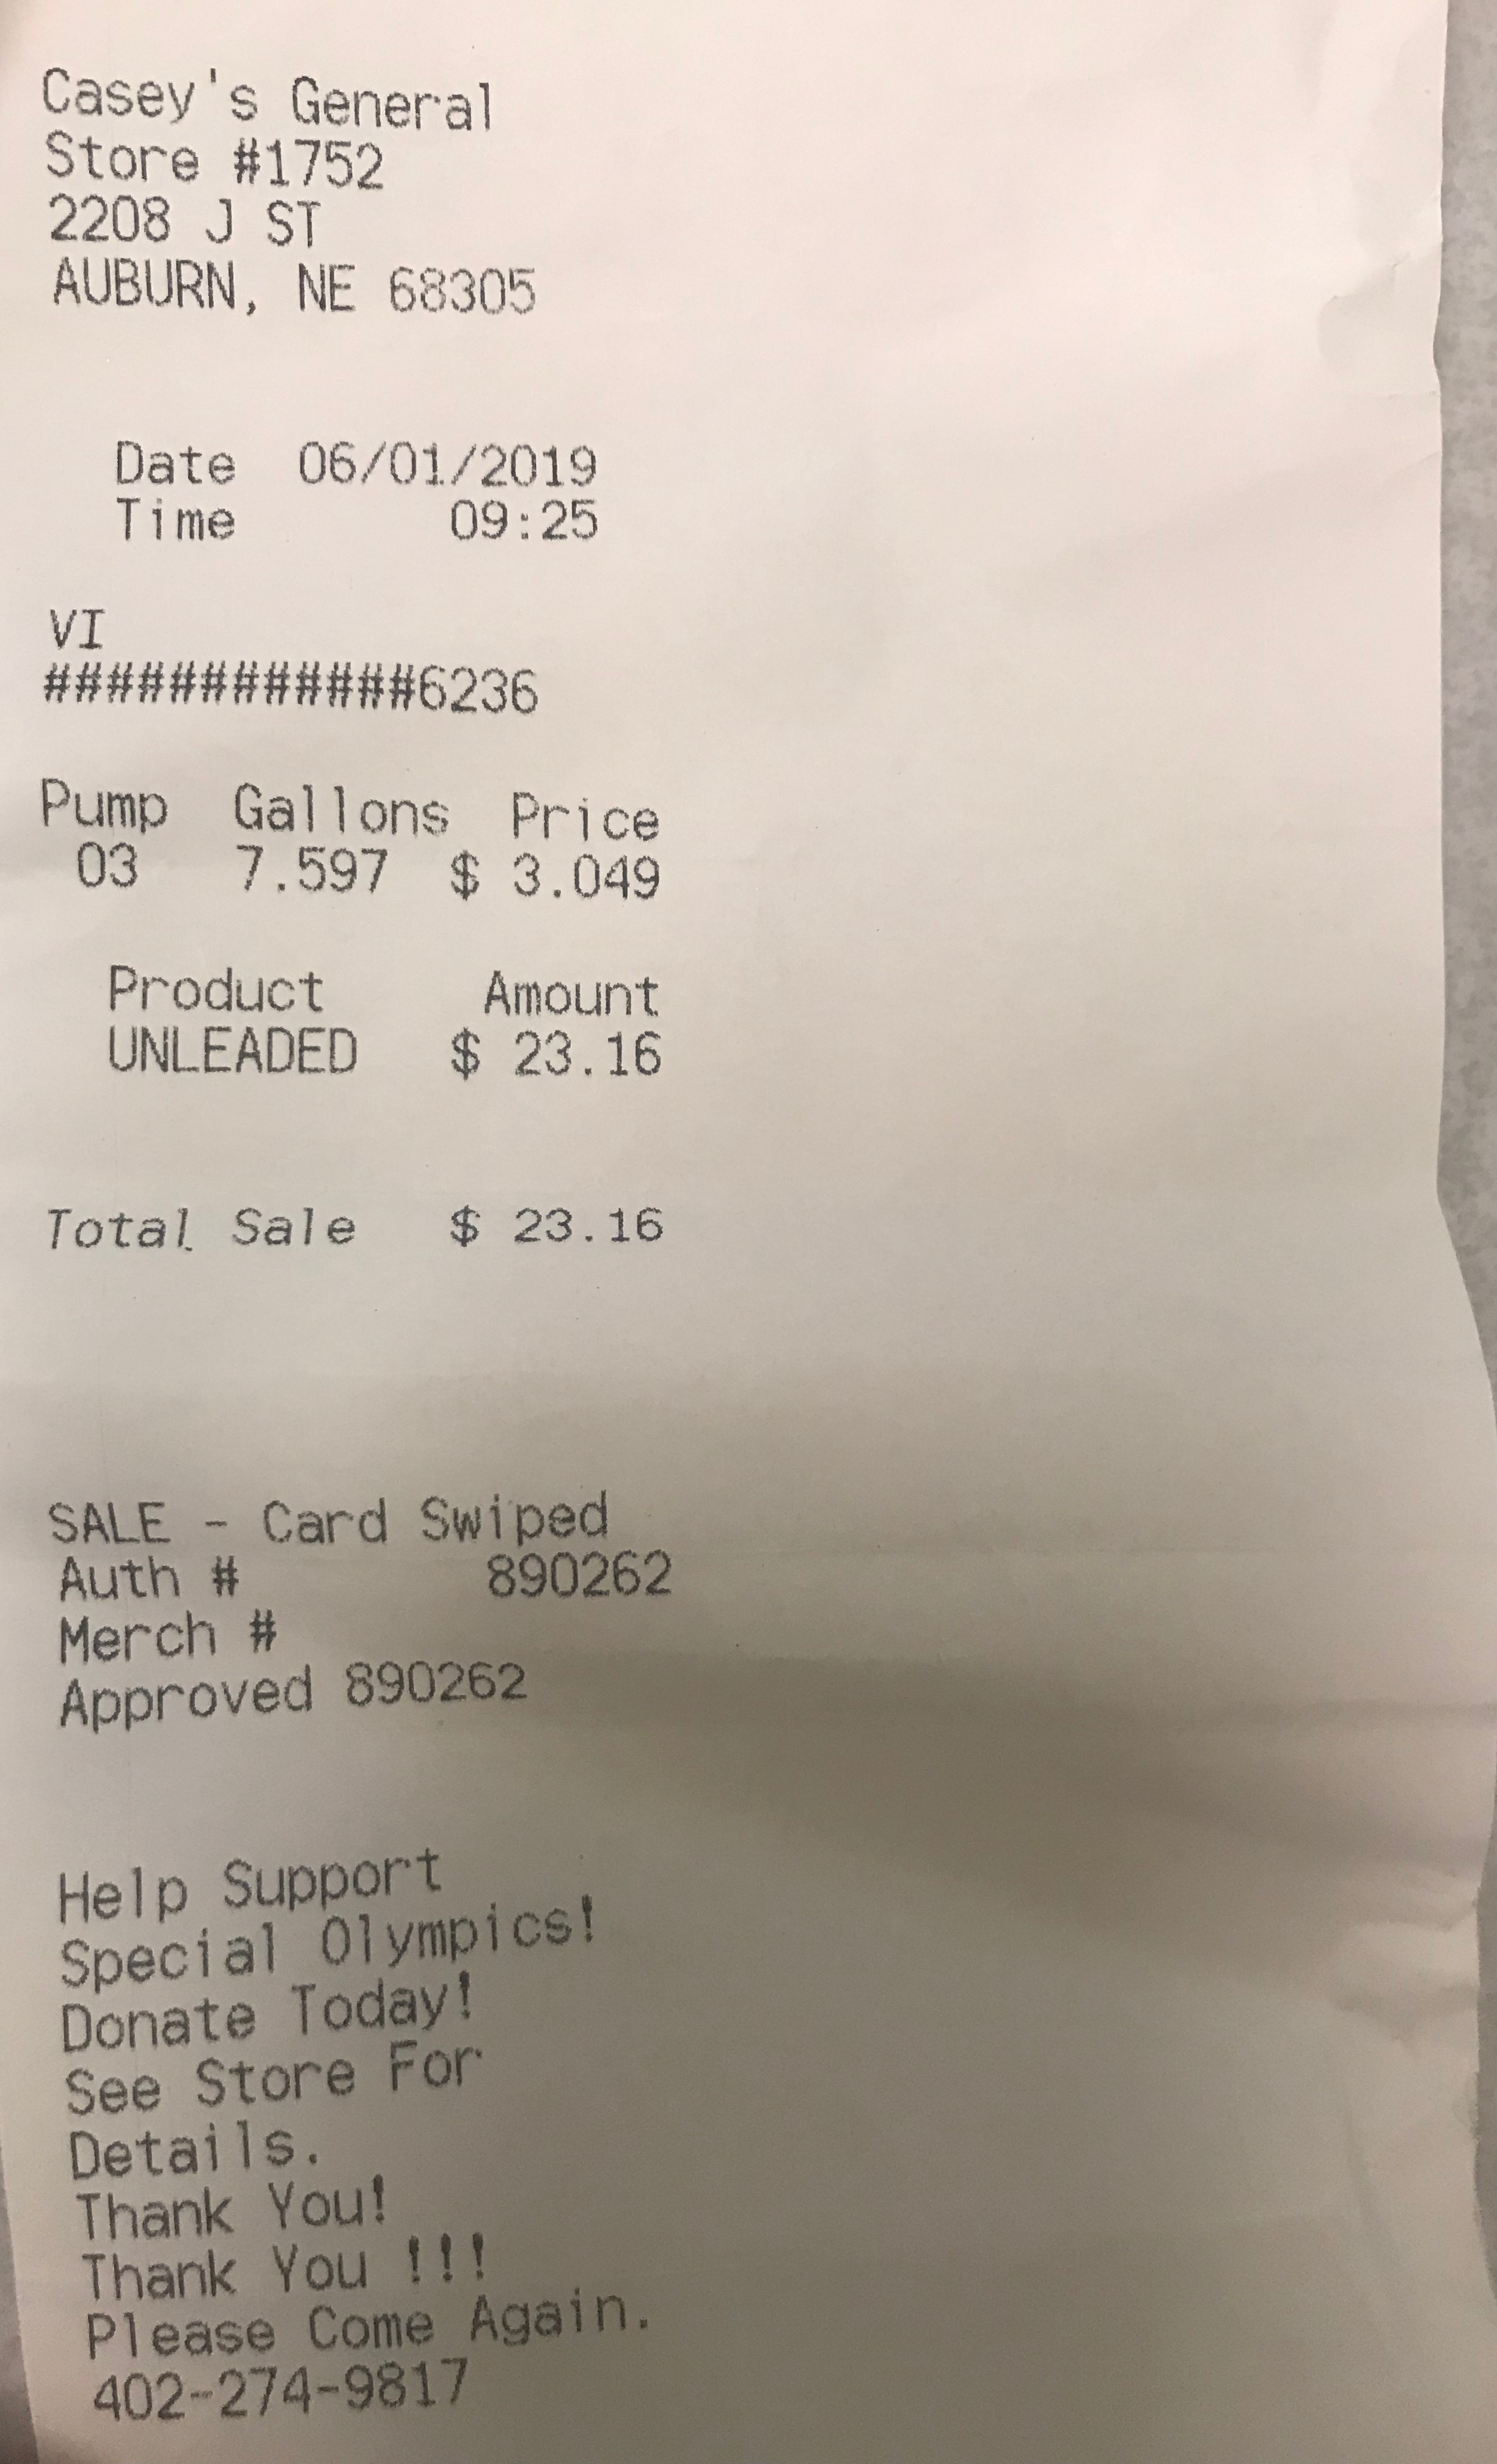 Casey's General
Store #1752
2208 J ST
AUBURN, NE 68305
Date 06/01/2019
Time 09:25
VI
############6236
Pump Gallons Price
03 7.597 $ 3.049
Product Amount
UNLEADED $ 23.16
Total Sale $ 23.16
SALE - Card Swiped
Auth # 890262
Merch #
Approved 890262
Help Support
Special Olympics!
Donate Today!
See Store For
Details.
Thank You!
Thank You !!!
Please Come Again.
402-274-9817